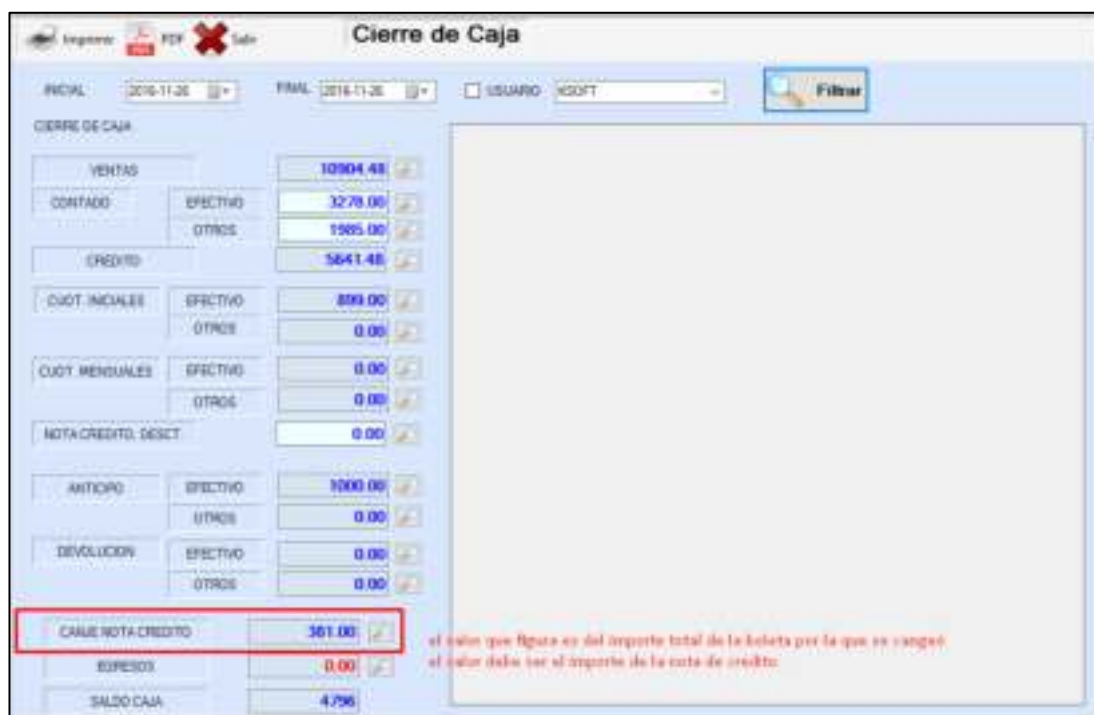 Imprimir PDF Salir Cierre de Caja
INICIAL 2016-11-26 FINAL 2016-11-26 USUARIO KSOFT Filtrar
CIERRE DE CAJA
VENTAS 10904.48
CONTADO EFECTIVO 3278.00
OTROS 1985.00
CREDITO 5641.48
CUOT. INICIALES EFECTIVO 899.00
OTROS 0.00
CUOT MENSUALES EFECTIVO 0.00
OTROS 0.00
NOTA CREDITO. DESCT 0.00
ANTICIPO EFECTIVO 1000.00
OTROS 0.00
DEVOLUCION EFECTIVO 0.00
OTROS 0.00
CANJE NOTA CREDITO 381.00
el valor que figura es del importe total de la boleta por la que se cangeo
EGRESOS 0.00
el valor debe ser el importe de la nota de credito
SALDO CAJA 4796